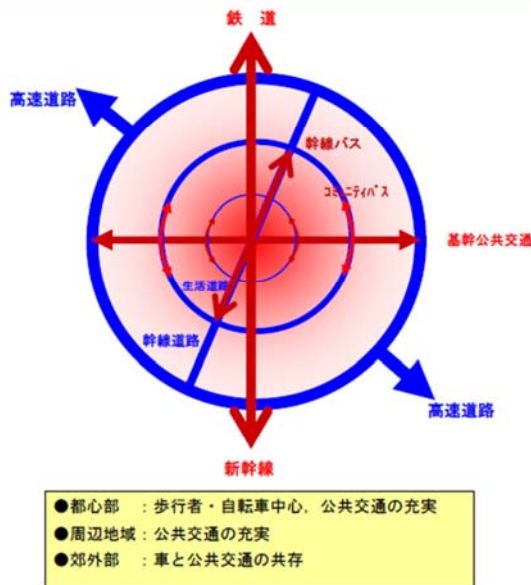 鉄　道
高速道路
幹線バス
コミュニティバス
基幹公共交通
生活道路
幹線道路
高速道路
新幹線
●都心部　：歩行者・自転車中心，公共交通の充実
●周辺地域：公共交通の充実
●郊外部　：車と公共交通の共存